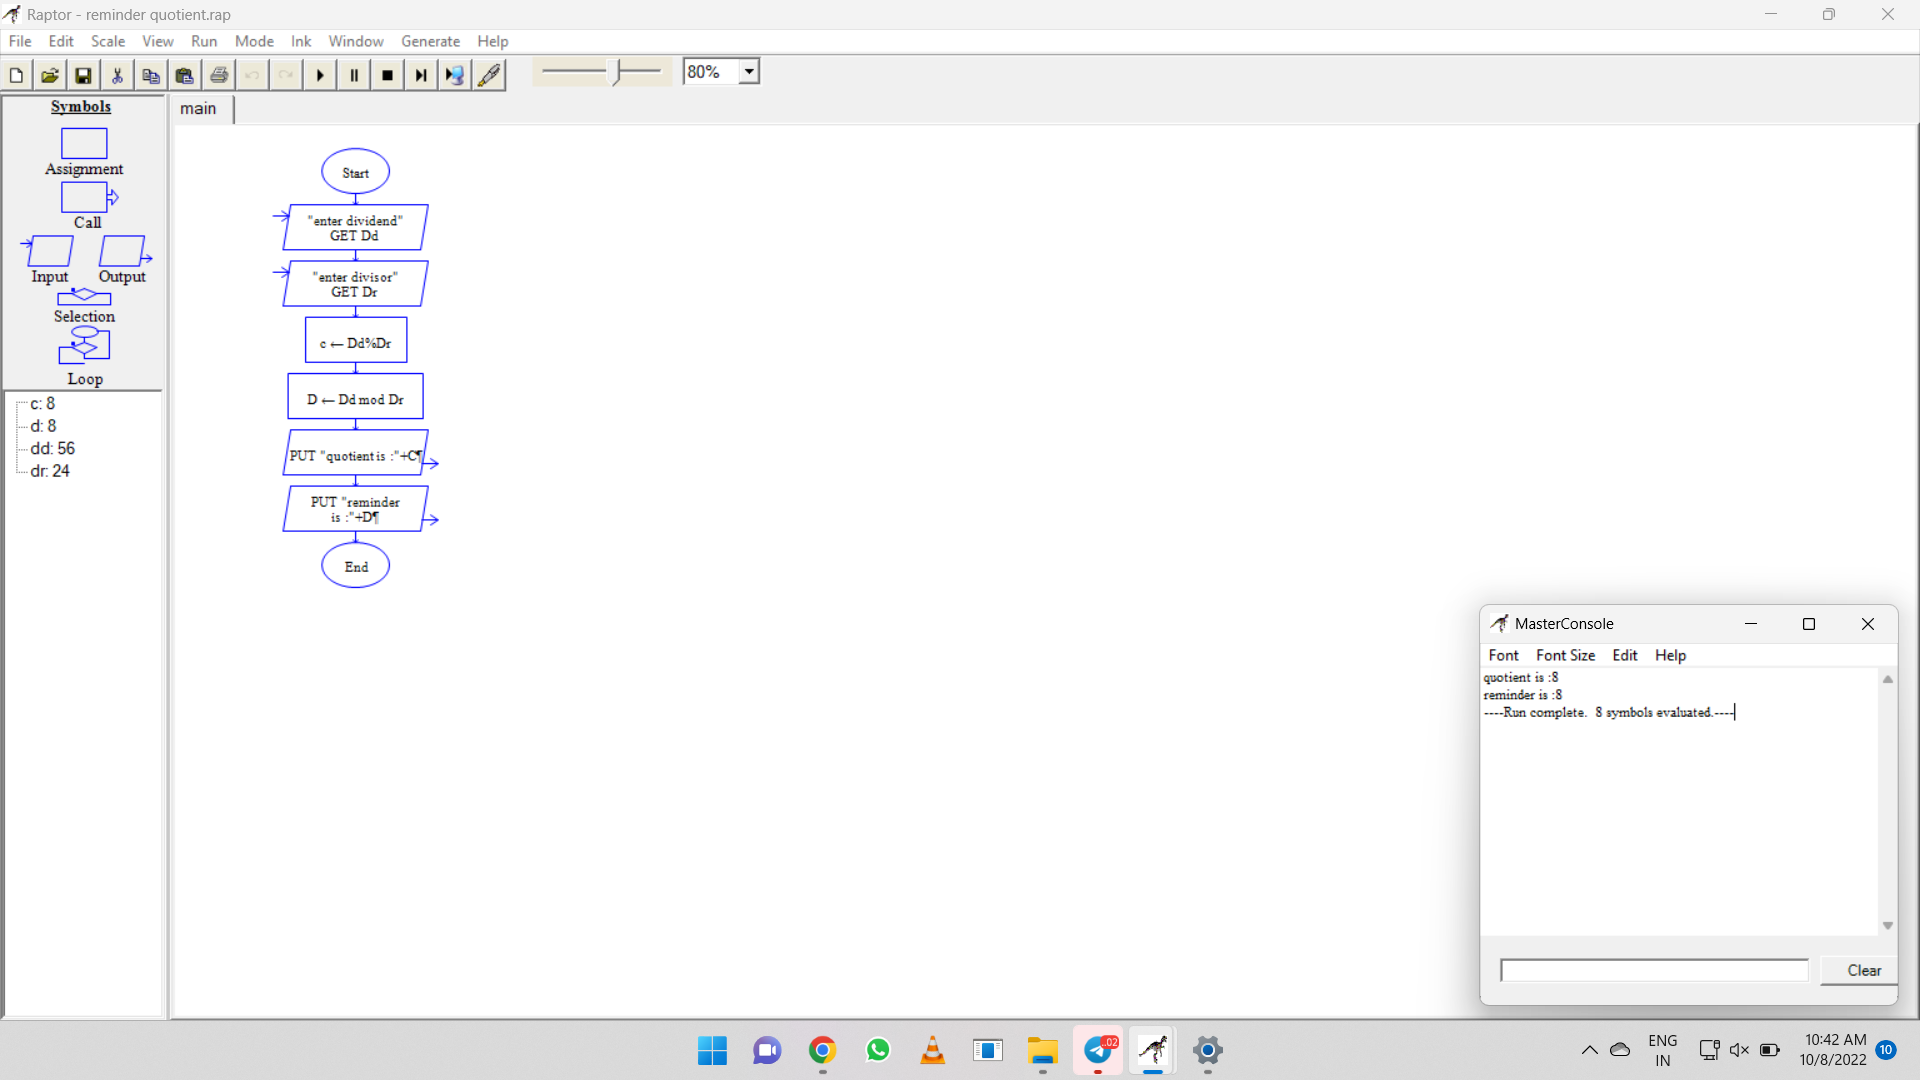 Raptor - reminder quotient.rap
File Edit Scale View Run Mode Ink Window Generate Help
80%
Symbols
Assignment
Call
Input Output
Selection
Loop
c: 8
d: 8
dd: 56
dr: 24
main
Start
"enter dividend"
GET Dd
"enter divisor"
GET Dr
c ← Dd%Dr
D ← Dd mod Dr
PUT "quotient is :"+C¶
PUT "reminder
is :"+D¶
End
MasterConsole
Font Font Size Edit Help
quotient is :8
reminder is :8
----Run complete.  8 symbols evaluated.----
Clear
..02
ENG
IN
10:42 AM
10/8/2022
10